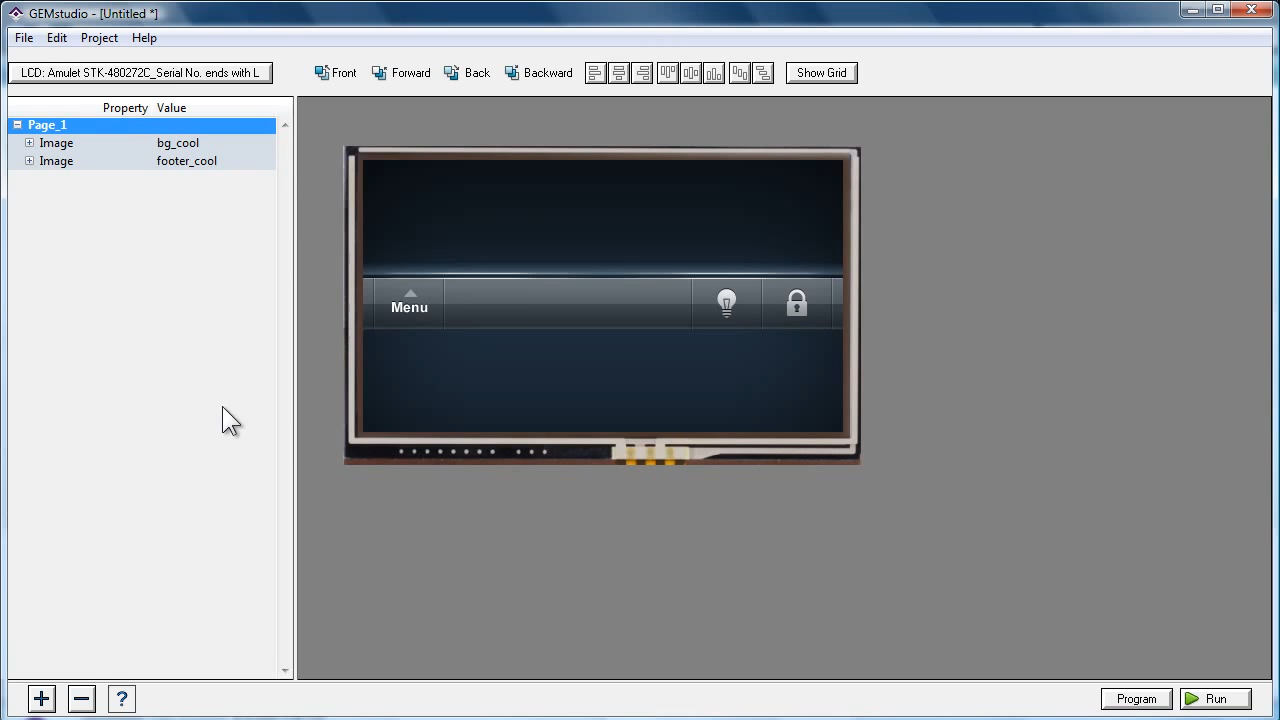 GEMstudio - [Untitled *]
File Edit Project Help
LCD: Amulet STK-480272C_Serial No. ends with L
Front Forward Back Backward Show Grid
Property Value
Page_1
Image bg_cool
Image footer_cool
Menu
Program Run